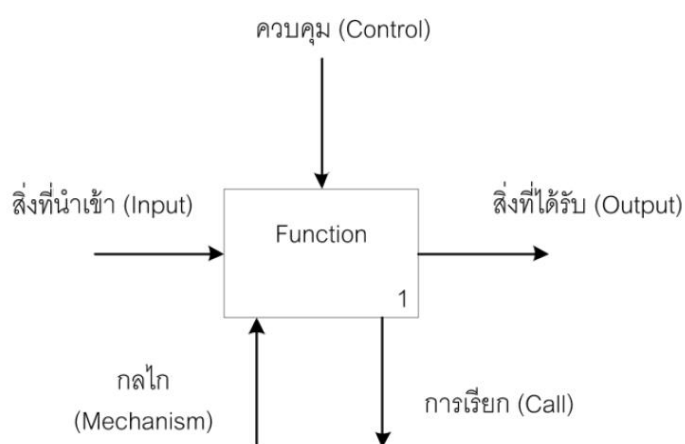 ควบคุม (Control)
สิ่งที่นำเข้า (Input)
สิ่งที่ได้รับ (Output)
Function
1
กลไก
(Mechanism)
การเรียก (Call)